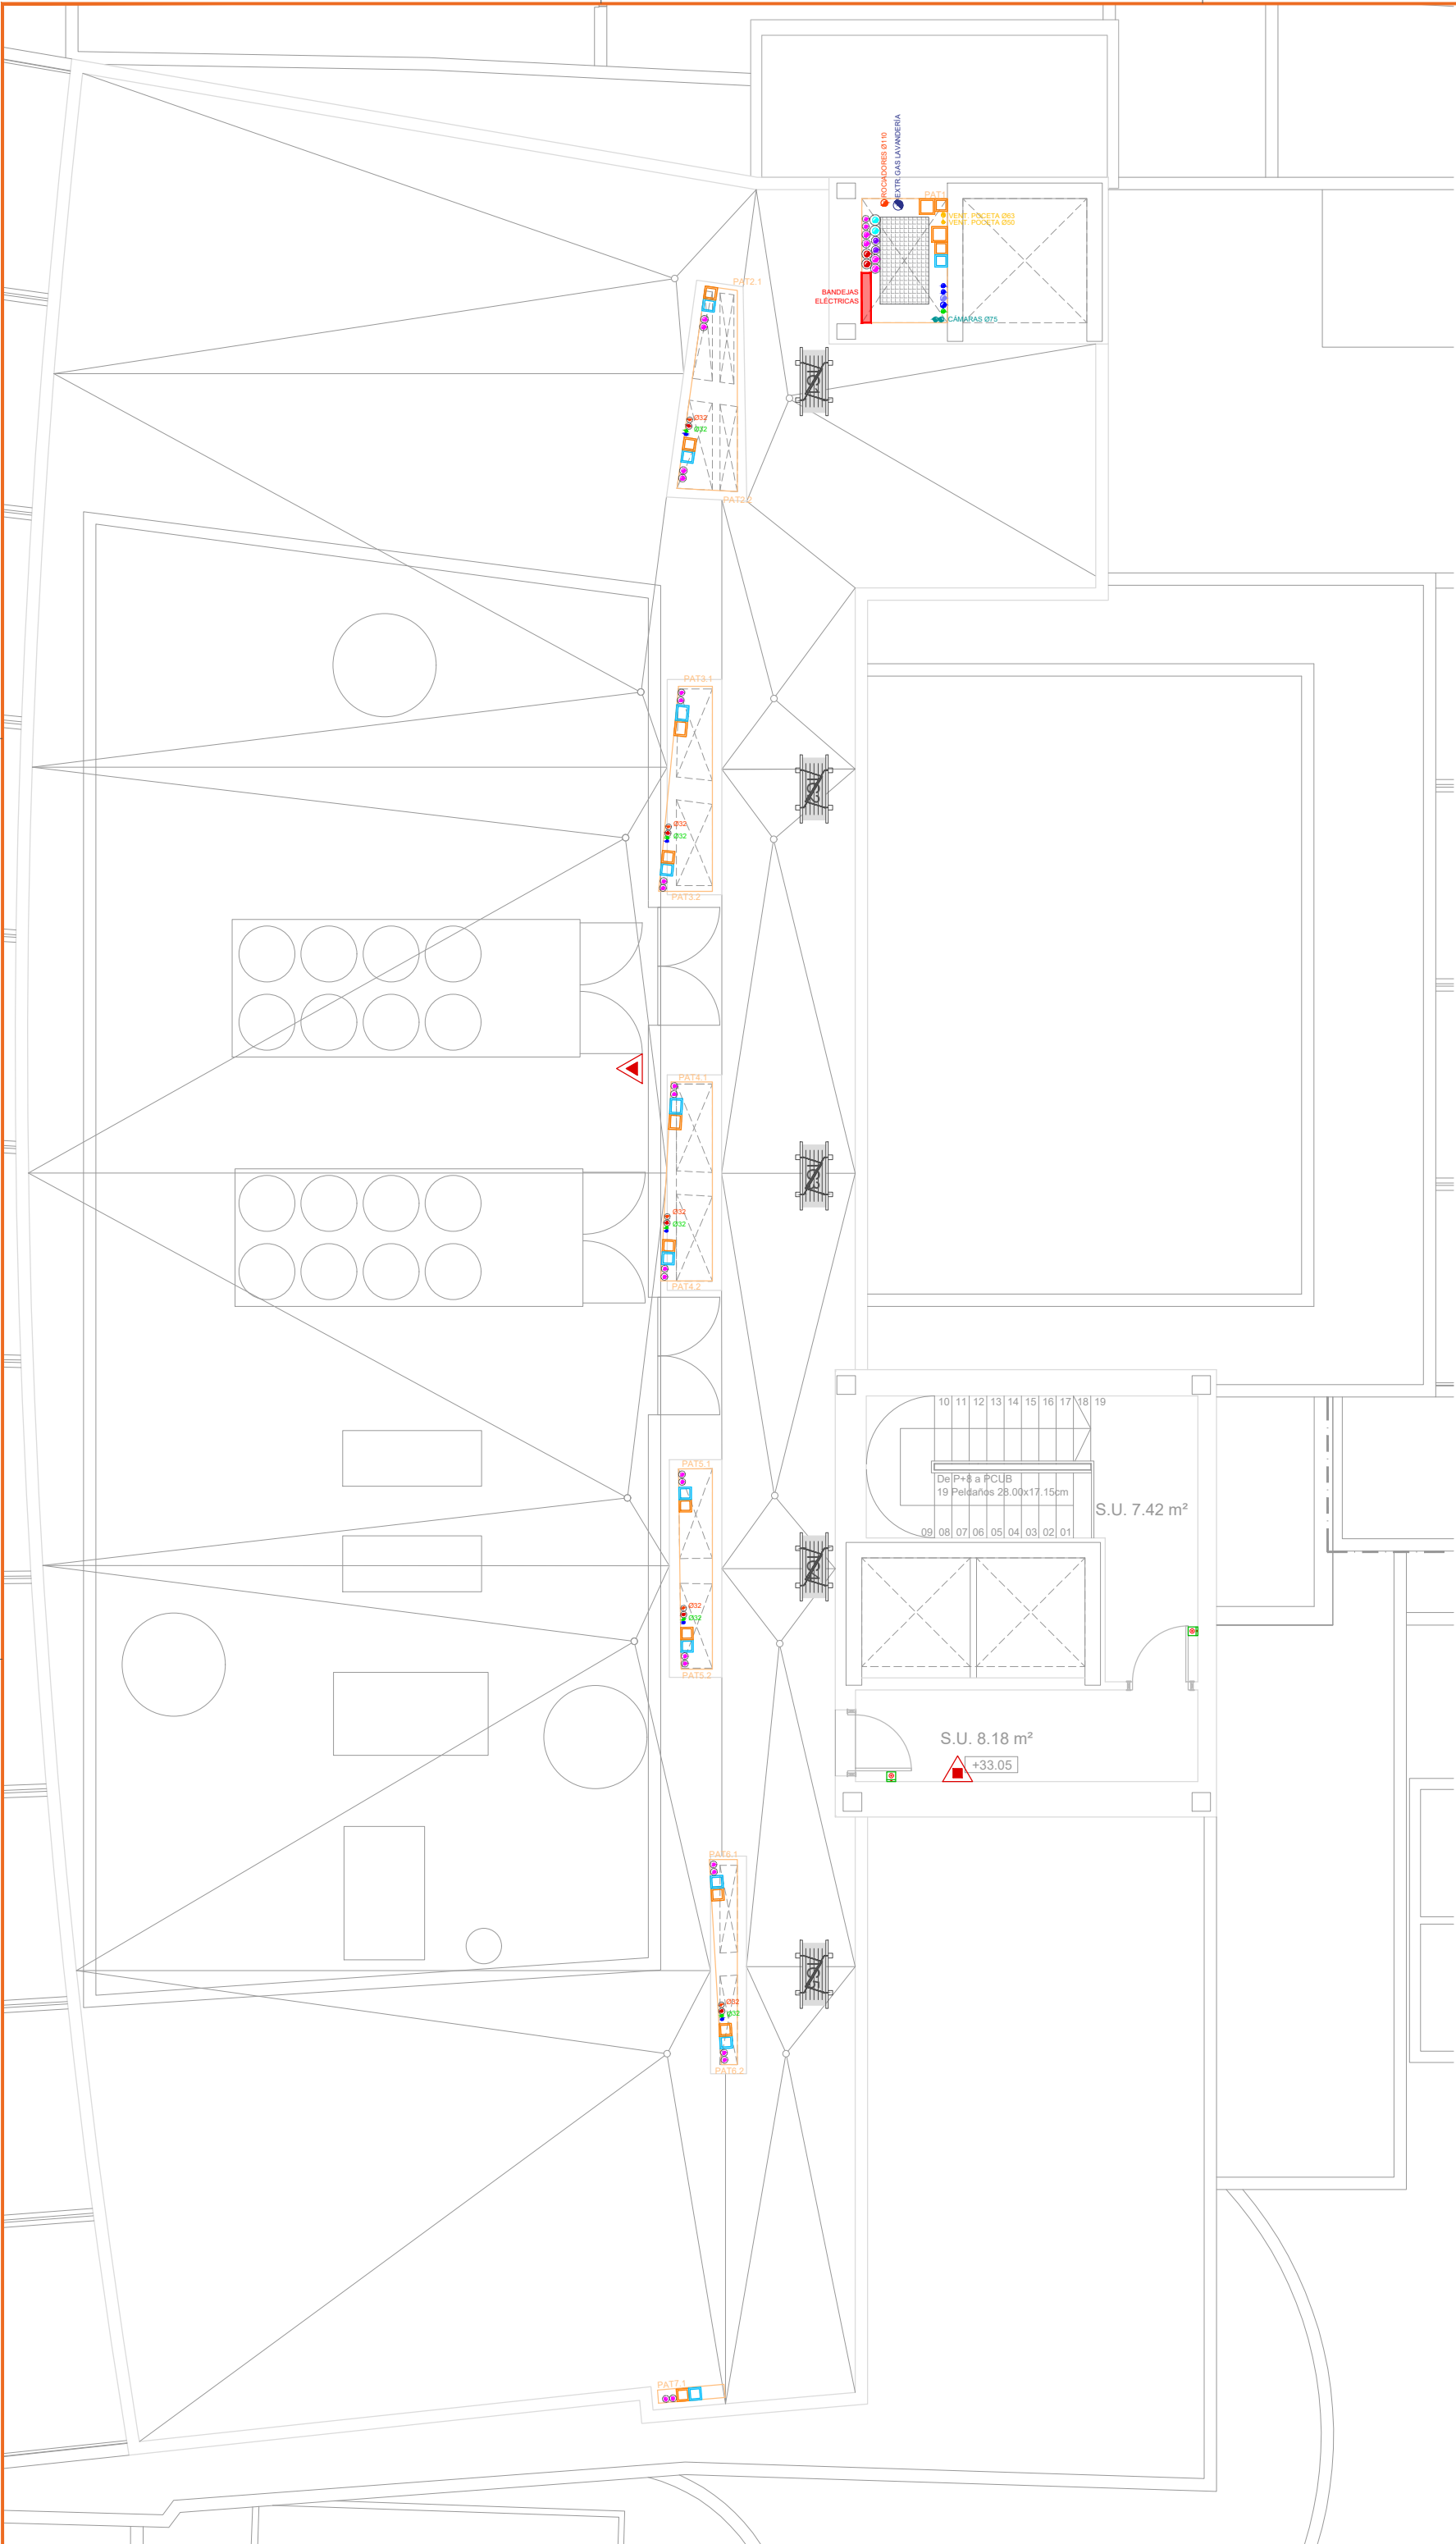 ROCIADORES Ø110
EXTR. GAS LAVANDERÍA
PAT1
VENT. POCETA Ø63
VENT. POCETA Ø50
BANDEJAS
ELÉCTRICAS
CÁMARAS Ø75
PAT2.1
Ø32
Ø32
PAT2.2
PAT3.1
Ø32
Ø32
PAT3.2
PAT4.1
Ø32
Ø32
PAT4.2
10 11 12 13 14 15 16 17 18 19
De P+8 a PCUB
19 Peldaños 28.00x17.15cm
S.U. 7.42 m²
09 08 07 06 05 04 03 02 01
PAT5.1
Ø32
Ø32
PAT5.2
S.U. 8.18 m²
+33.05
PAT6.1
Ø32
Ø32
PAT6.2
PAT7.1